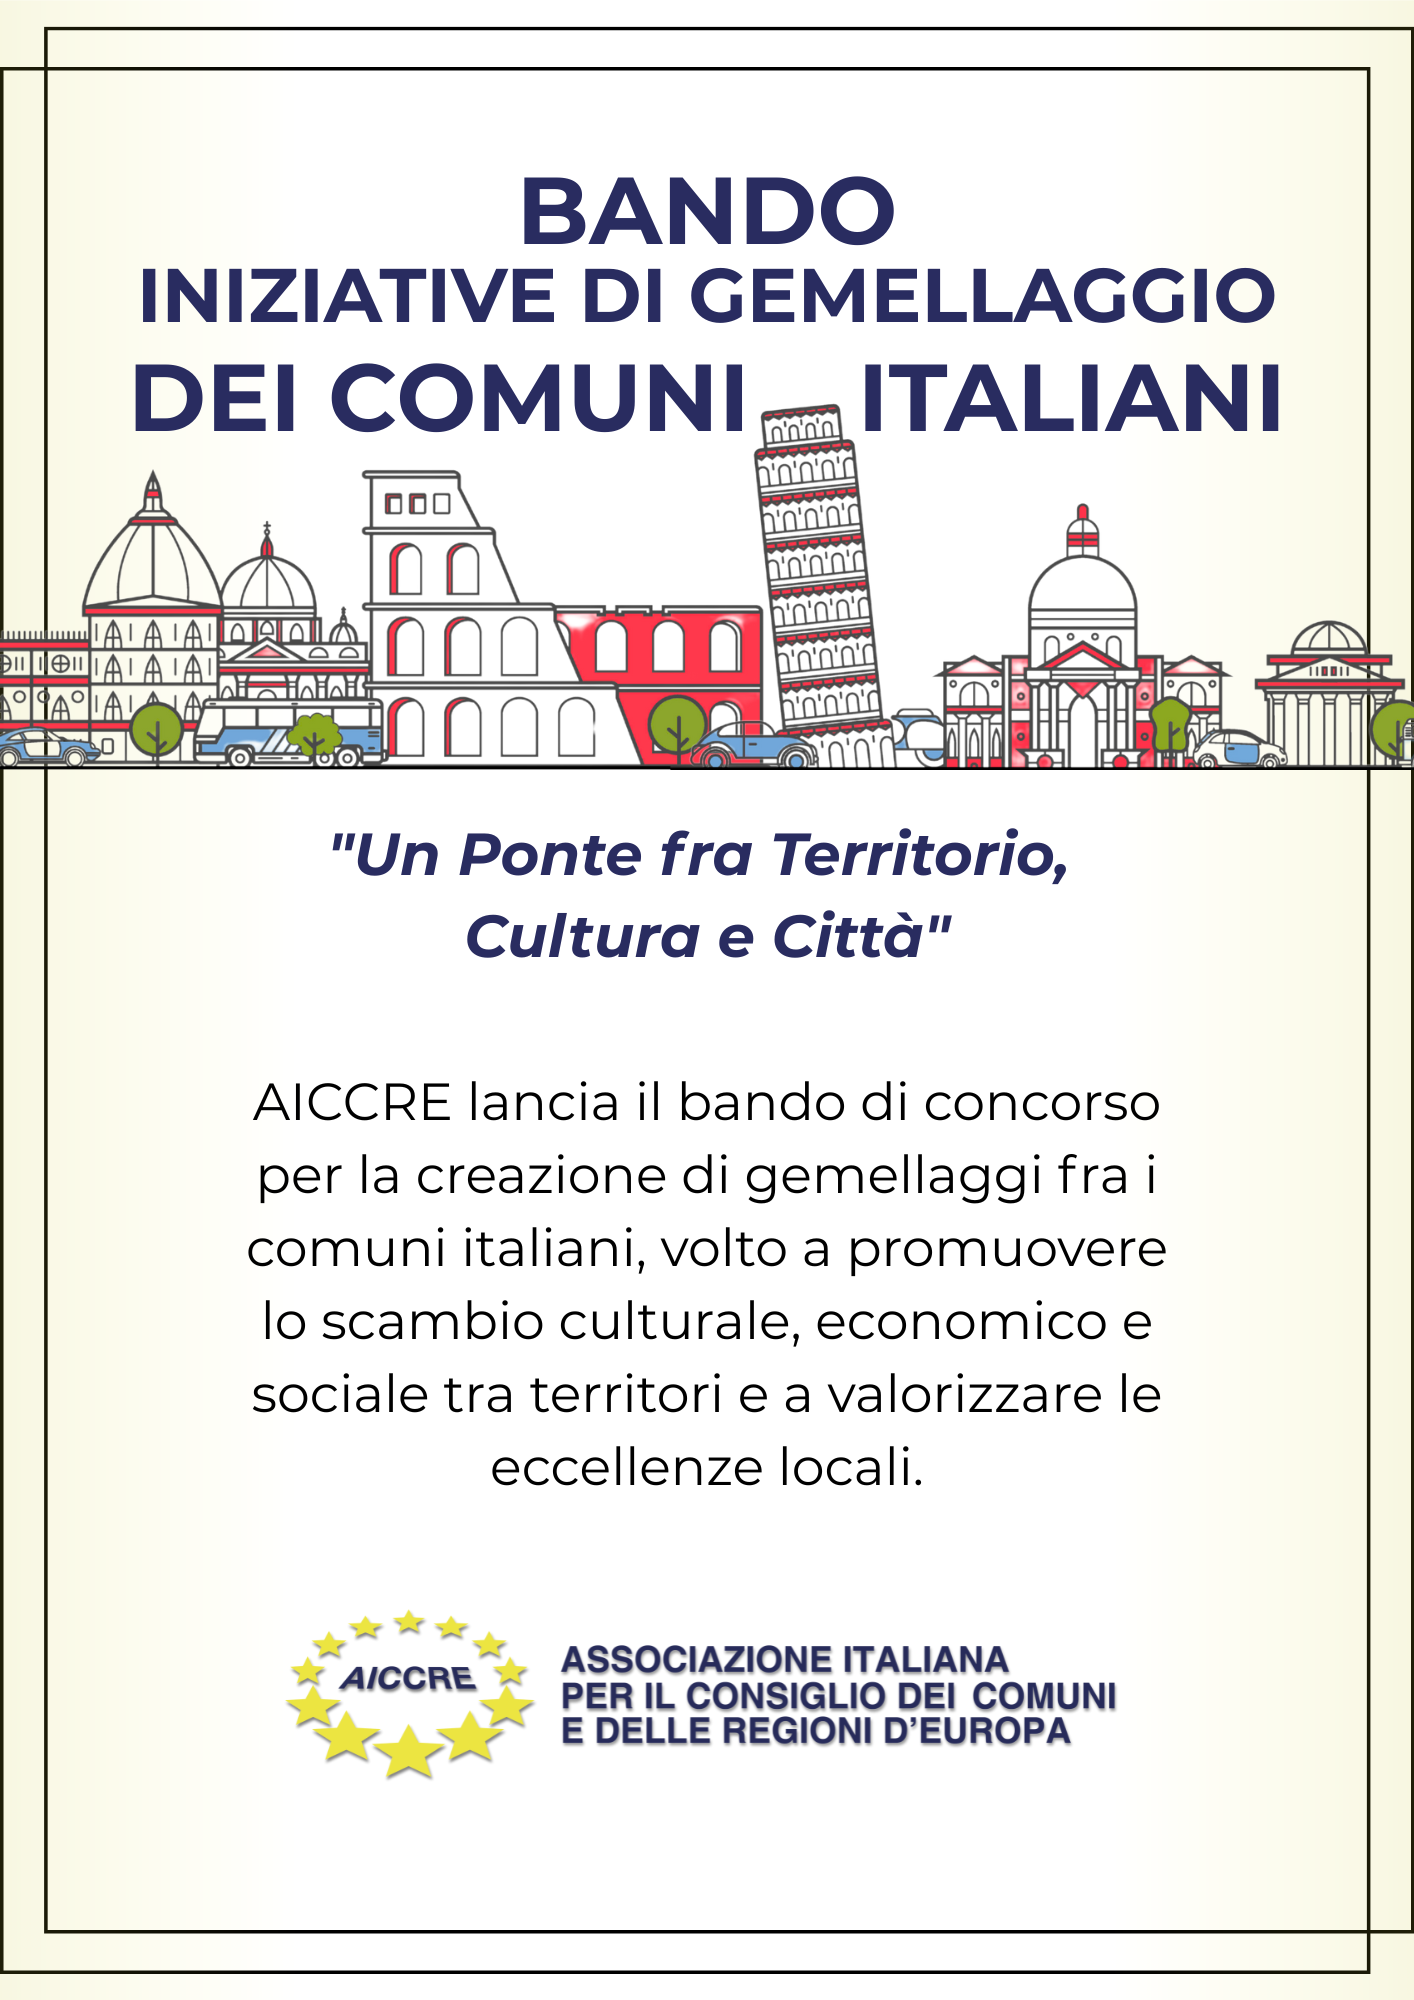 BANDO
INIZIATIVE DI GEMELLAGGIO
DEI COMUNI ITALIANI
"Un Ponte fra Territorio,
Cultura e Città"
AICCRE lancia il bando di concorso
per la creazione di gemellaggi fra i
comuni italiani, volto a promuovere
lo scambio culturale, economico e
sociale tra territori e a valorizzare le
eccellenze locali.
AICCRE
ASSOCIAZIONE ITALIANA
PER IL CONSIGLIO DEI COMUNI
E DELLE REGIONI D'EUROPA